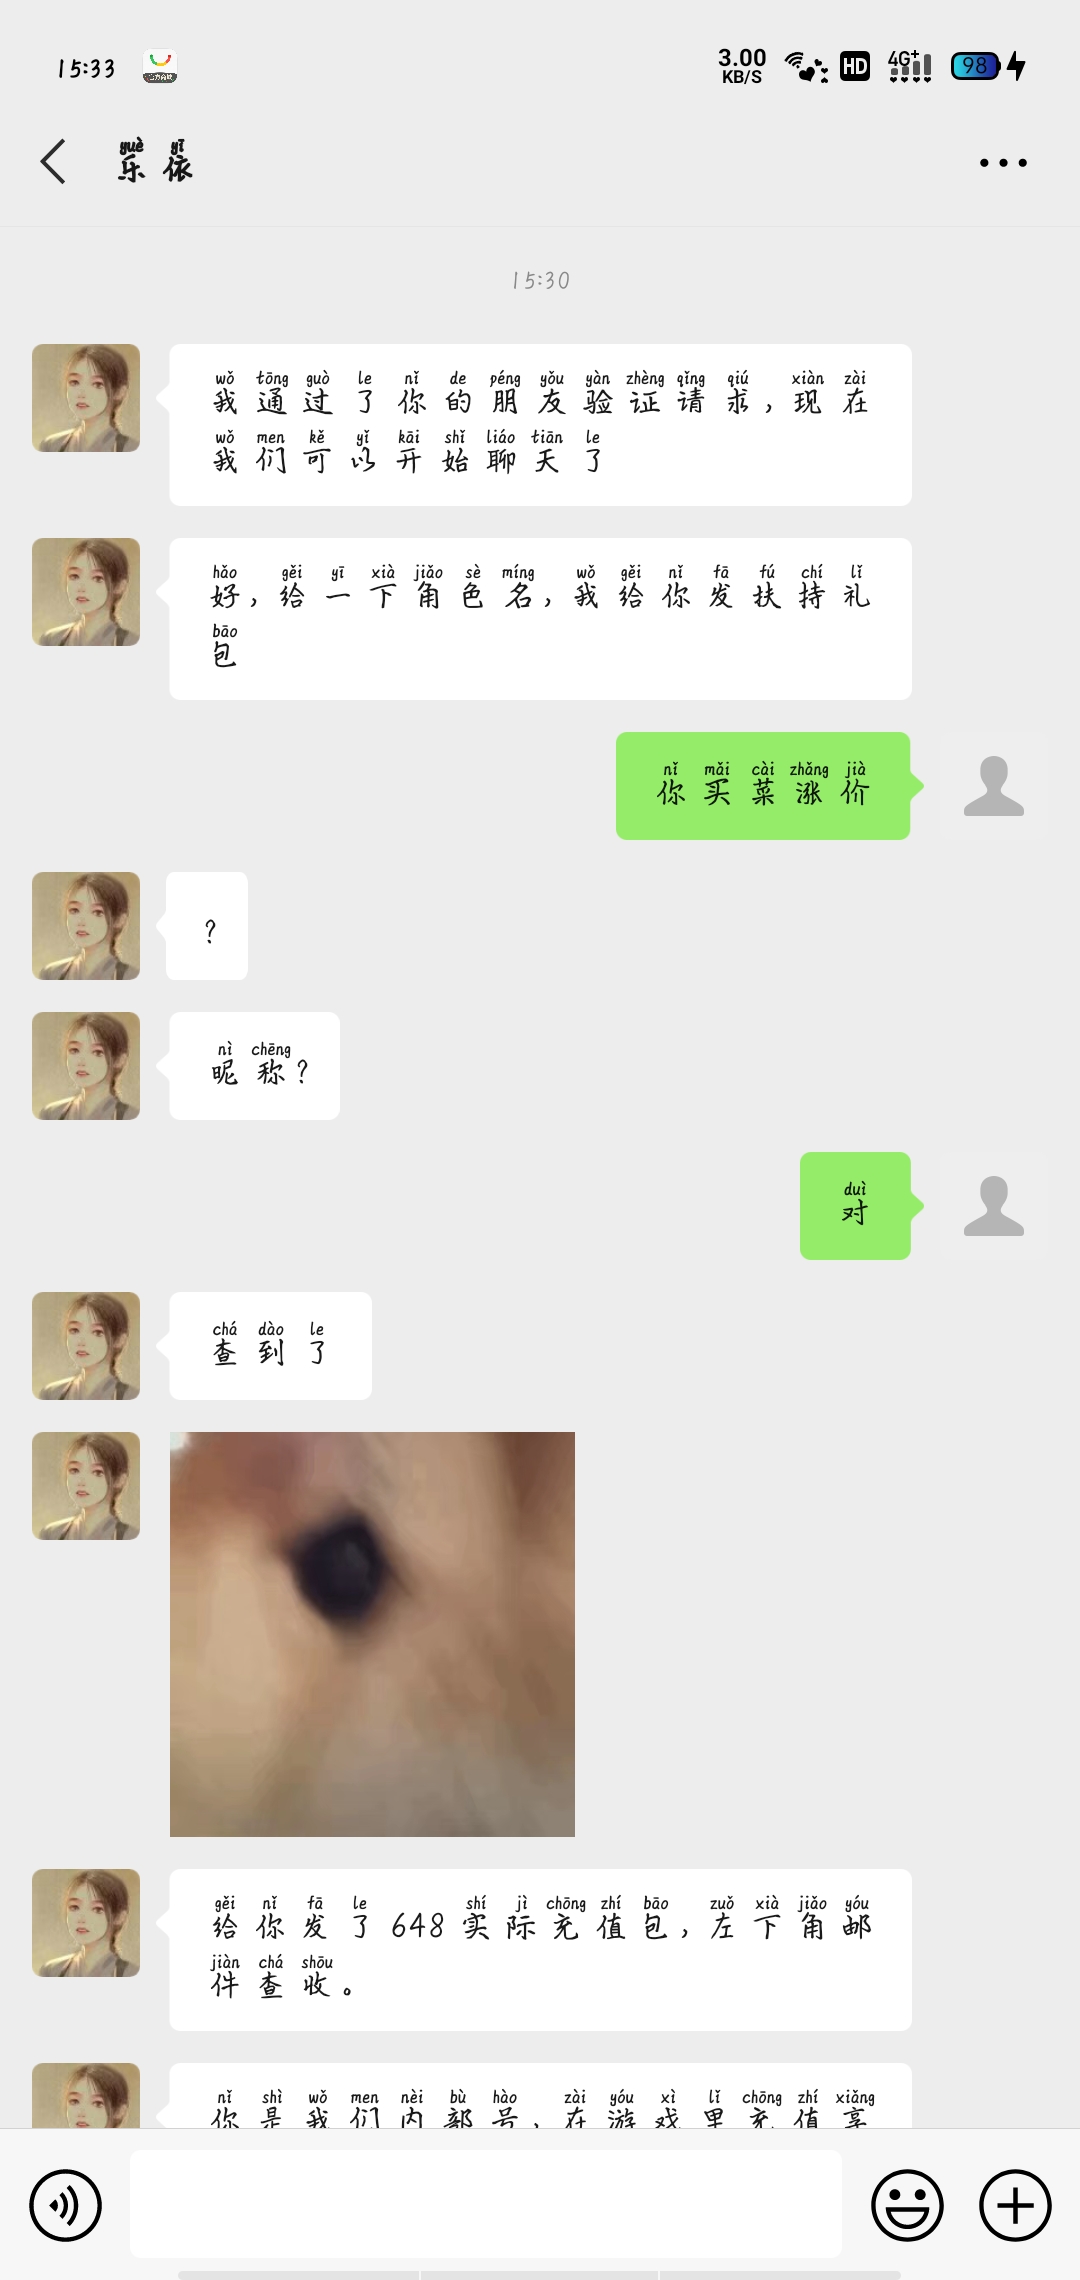 15:33
官方商城
3.00
KB/S
HD
4G+
98
yuè yī
乐依
15:30
wǒ tōng guò le nǐ de péng yǒu yàn zhèng qǐng qiú xiàn zài
我通过了你的朋友验证请求，现在
wǒ men kě yǐ kāi shǐ liáo tiān le
我们可以开始聊天了
hǎo gěi yī xià jiǎo sè míng wǒ gěi nǐ fā fú chí lǐ
好，给一下角色名，我给你发扶持礼
bāo
包
nǐ mǎi cài zhǎng jià
你买菜涨价
？
nì chēng
昵称？
duì
对
chá dào le
查到了
gěi nǐ fā le shí jì chōng zhí bāo zuǒ xià jiǎo yóu
给你发了648实际充值包，左下角邮
jiàn chá shōu
件查收。
nǐ shì wǒ men nèi bù hào zài yóu xì lǐ chōng zhí xiǎng
你是我们内部号，在游戏里充值享